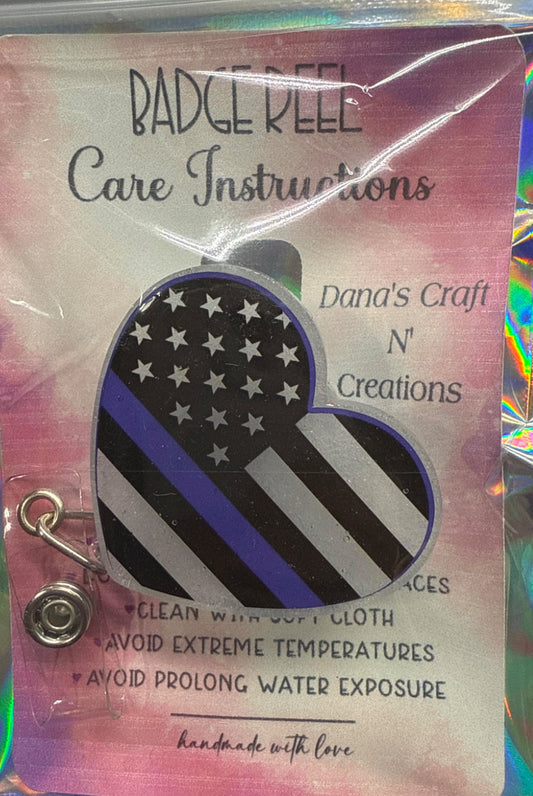 BADGE REEL
Care Instructions
Dana's Craft
N'
Creations
CLEAN WITH SOFT CLOTH
AVOID EXTREME TEMPERATURES
AVOID PROLONG WATER EXPOSURE
handmade with love